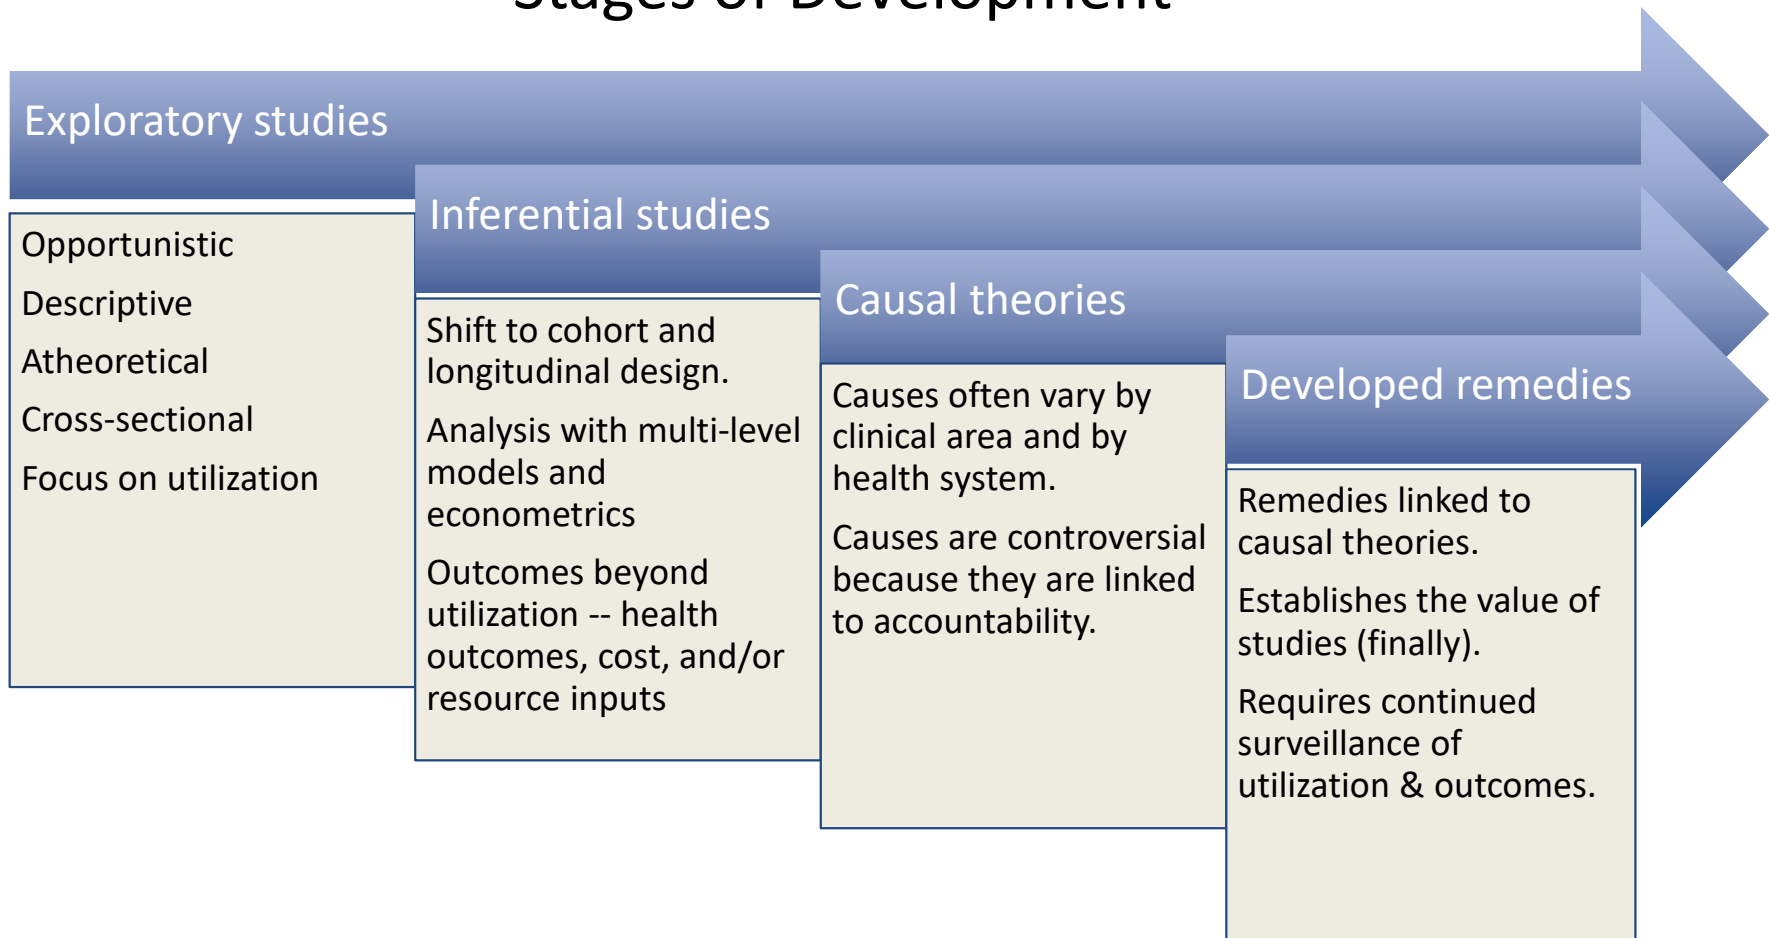 Stages of Development
Exploratory studies
Opportunistic
Descriptive
Atheoretical
Cross-sectional
Focus on utilization
Inferential studies
Shift to cohort and
longitudinal design.
Analysis with multi-level
models and
econometrics
Outcomes beyond
utilization -- health
outcomes, cost, and/or
resource inputs
Causal theories
Causes often vary by
clinical area and by
health system.
Causes are controversial
because they are linked
to accountability.
Developed remedies
Remedies linked to
causal theories.
Establishes the value of
studies (finally).
Requires continued
surveillance of
utilization & outcomes.